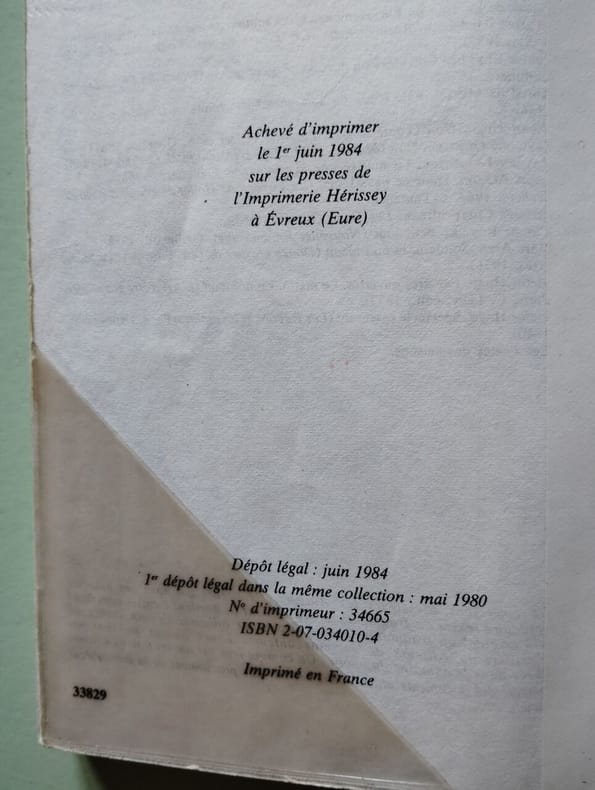 Achevé d'imprimer
le 1er juin 1984
sur les presses de
l'Imprimerie Hérissey
à Évreux (Eure)
Dépôt légal : juin 1984
1er dépôt légal dans la même collection : mai 1980
No d'imprimeur : 34665
ISBN 2-07-034010-4
Imprimé en France
33829